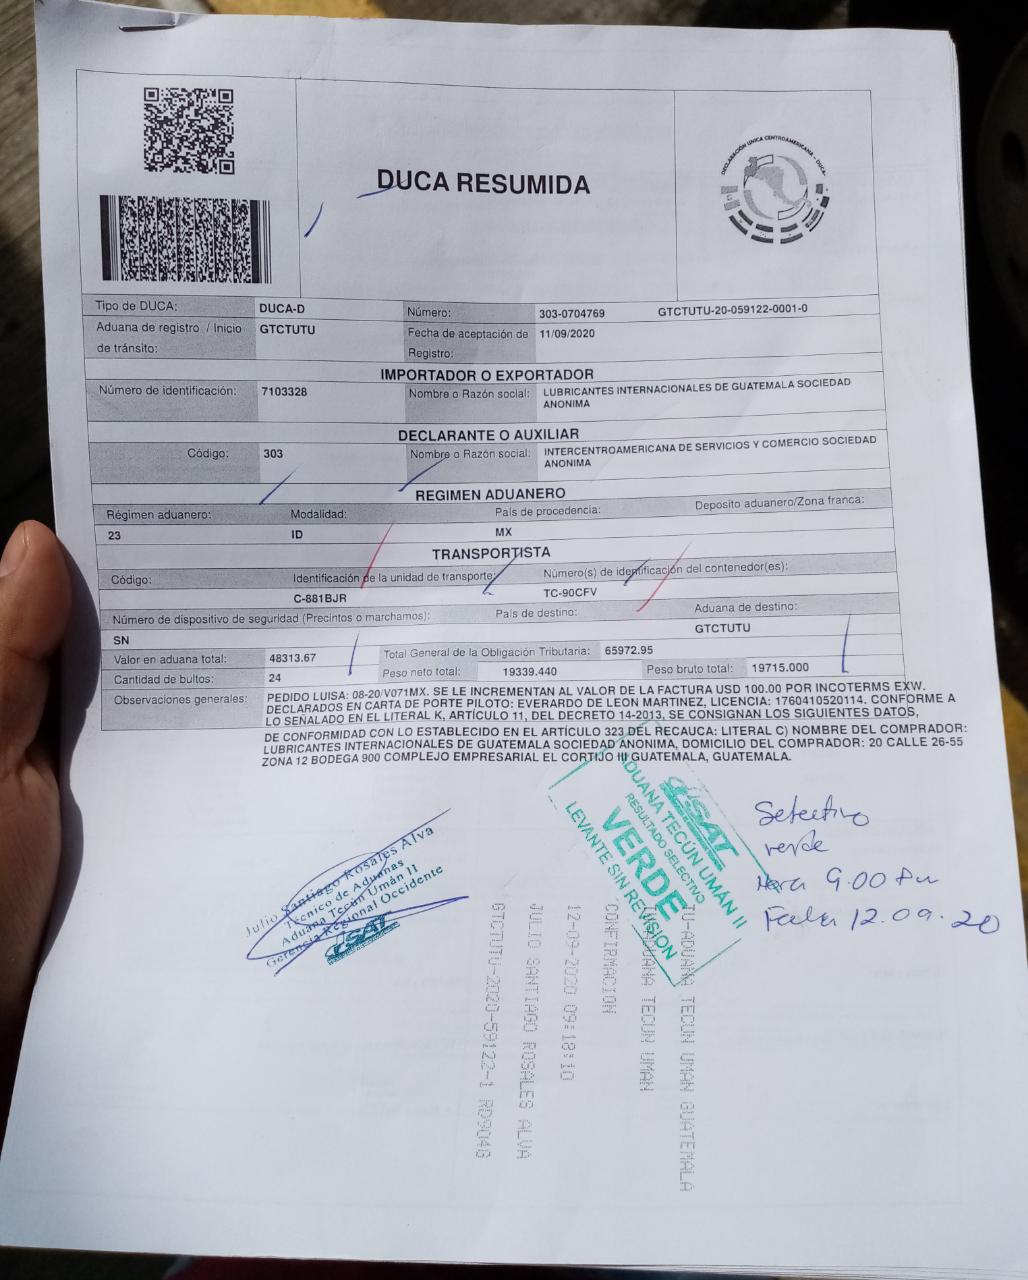 DECLARACIÓN UNICA CENTROAMERICANA - DUCA-
DUCA RESUMIDA
Tipo de DUCA: DUCA-D Número: 303-0704769 GTCTUTU-20-059122-0001-0
Aduana de registro / Inicio de tránsito: GTCTUTU Fecha de aceptación de Registro: 11/09/2020
IMPORTADOR O EXPORTADOR
Número de identificación: 7103328 Nombre o Razón social: LUBRICANTES INTERNACIONALES DE GUATEMALA SOCIEDAD
ANONIMA
DECLARANTE O AUXILIAR
Código: 303 Nombre o Razón social: INTERCENTROAMERICANA DE SERVICIOS Y COMERCIO SOCIEDAD
ANONIMA
REGIMEN ADUANERO
Régimen aduanero: Modalidad: País de procedencia: Deposito aduanero/Zona franca:
23 ID MX
TRANSPORTISTA
Código: Identificación de la unidad de transporte: Número(s) de identificación del contenedor(es):
C-881BJR TC-90CFV
Número de dispositivo de seguridad (Precintos o marchamos): País de destino: Aduana de destino:
SN GTCTUTU
Valor en aduana total: 48313.67 Total General de la Obligación Tributaria: 65972.95
Cantidad de bultos: 24 Peso neto total: 19339.440 Peso bruto total: 19715.000
Observaciones generales: PEDIDO LUISA: 08-20/V071MX. SE LE INCREMENTAN AL VALOR DE LA FACTURA USD 100.00 POR INCOTERMS EXW.
DECLARADOS EN CARTA DE PORTE PILOTO: EVERARDO DE LEON MARTINEZ, LICENCIA: 1760410520114. CONFORME A
LO SEÑALADO EN EL LITERAL K, ARTÍCULO 11, DEL DECRETO 14-2013, SE CONSIGNAN LOS SIGUIENTES DATOS,
DE CONFORMIDAD CON LO ESTABLECIDO EN EL ARTÍCULO 323 DEL RECAUCA: LITERAL C) NOMBRE DEL COMPRADOR:
LUBRICANTES INTERNACIONALES DE GUATEMALA SOCIEDAD ANONIMA, DOMICILIO DEL COMPRADOR: 20 CALLE 26-55
ZONA 12 BODEGA 900 COMPLEJO EMPRESARIAL EL CORTIJO III GUATEMALA, GUATEMALA.
Julio Santiago Rosales Alva
Técnico de Aduanas
Aduana Tecún Umán II
Gerencia Regional Occidente
SAT
SAT
ADUANA TECÚN UMÁN II
RESULTADO SELECTIVO
VERDE
LEVANTE SIN REVISION
Selectivo
verde
Hora 9:00 Am
Fecha 12.09.20
TU-ADUANA TECUN UMAN GUATEMALA
ADUANA TECUN UMAN
CONFIRMACION
12-09-2020 09:18:10
JULIO SANTIAGO ROSALES ALVA
GTCTUTU-2020-59122-1 RD904G